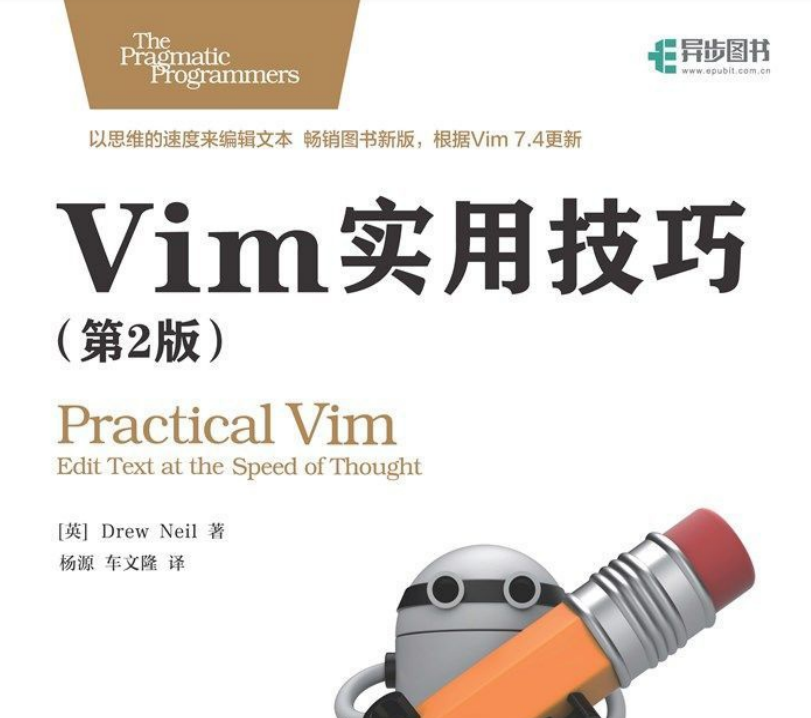 The
Pragmatic
Programmers
异步图书
www.epubit.com.cn
以思维的速度来编辑文本 畅销图书新版，根据Vim 7.4更新
Vim实用技巧
（第2版）
Practical Vim
Edit Text at the Speed of Thought
[英] Drew Neil 著
杨源 车文隆 译